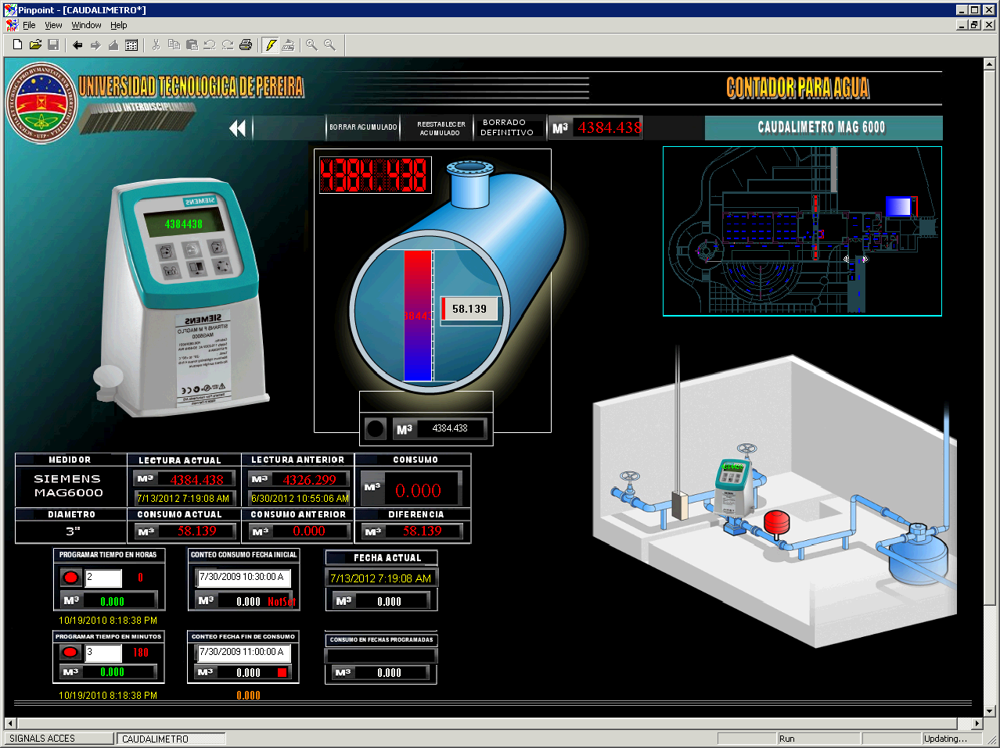 Pinpoint - [CAUDALIMETRO*]
File View Window Help
UNIVERSIDAD TECNOLOGICA DE PEREIRA
CONTADOR PARA AGUA
BORRAR ACUMULADO
REESTABLECER
ACUMULADO
BORRADO
DEFINITIVO
M³ 4384.438
CAUDALIMETRO MAG 6000
4384.438
SIEMENS
4384438
58.139
SIEMENS
SITRANS F M MAGFLO
MAG6000
M³ 4384.438
MEDIDOR
LECTURA ACTUAL
LECTURA ANTERIOR
CONSUMO
SIEMENS
MAG6000
M³ 4384.438
7/13/2012 7:19:08 AM
M³ 4326.299
6/30/2012 10:55:06 AM
M³ 0.000
DIAMETRO
CONSUMO ACTUAL
CONSUMO ANTERIOR
DIFERENCIA
3"
M³ 58.139
M³ 0.000
M³ 58.139
PROGRAMAR TIEMPO EN HORAS
2 0
M³ 0.000
10/19/2010 8:18:38 PM
CONTEO CONSUMO FECHA INICIAL
7/30/2009 10:30:00 A
M³ 0.000 NotSet
FECHA ACTUAL
7/13/2012 7:19:08 AM
M³ 0.000
PROGRAMAR TIEMPO EN MINUTOS
3 180
M³ 0.000
10/19/2010 8:18:38 PM
CONTEO FECHA FIN DE CONSUMO
7/30/2009 11:00:00 A
M³ 0.000
0.000
CONSUMO EN FECHAS PROGRAMADAS
M³ 0.000
SIGNALS ACCES
CAUDALIMETRO
Run
Updating...